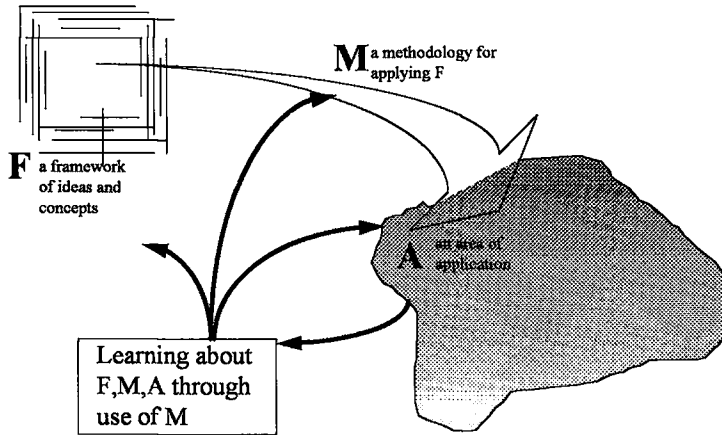 M a methodology for
applying F
F a framework
of ideas and
concepts
A an area of
application
Learning about
F,M,A through
use of M